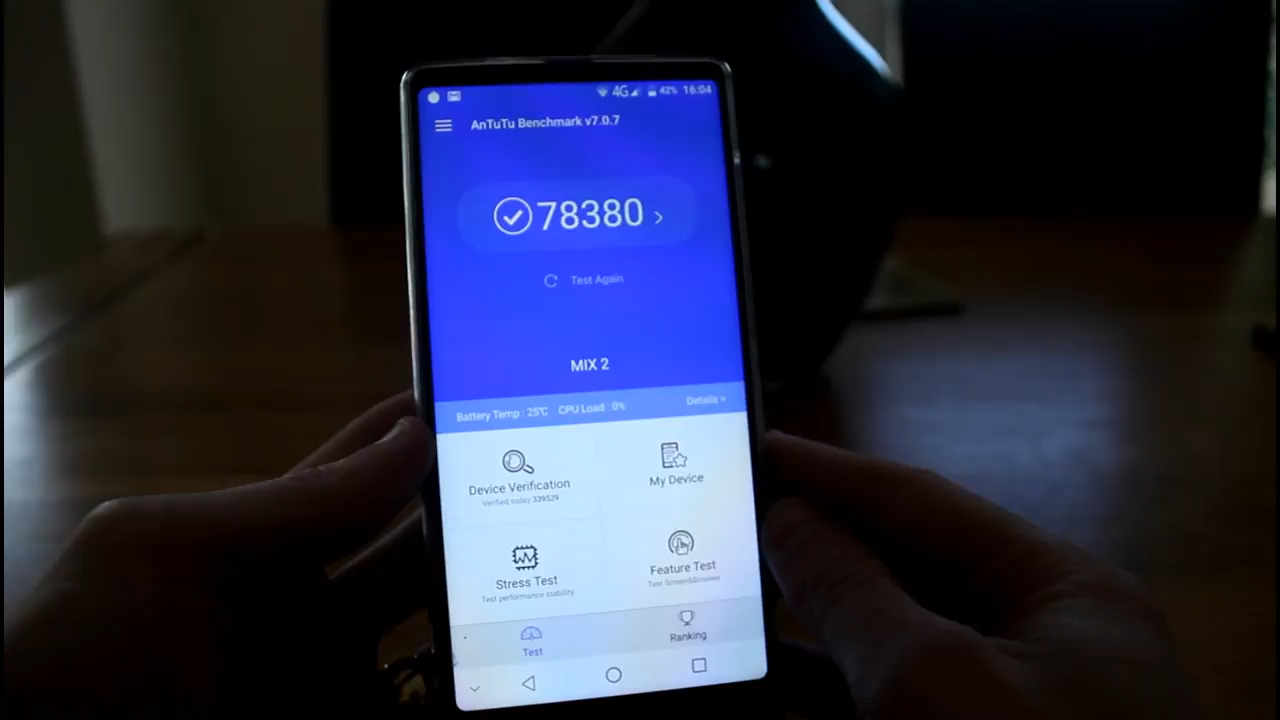 4G 42% 16:04
AnTuTu Benchmark v7.0.7
78380 >
Test Again
MIX 2
Battery Temp : 25℃ CPU Load : 0% Details »
Device Verification
Verified today 339529
My Device
Stress Test
Test performance stability
Feature Test
Test Screen&Browser
Test
Ranking